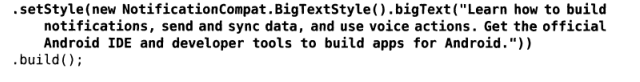 .setStyle(new NotificationCompat.BigTextStyle().bigText("Learn how to build
notifications, send and sync data, and use voice actions. Get the official
Android IDE and developer tools to build apps for Android."))
.build();